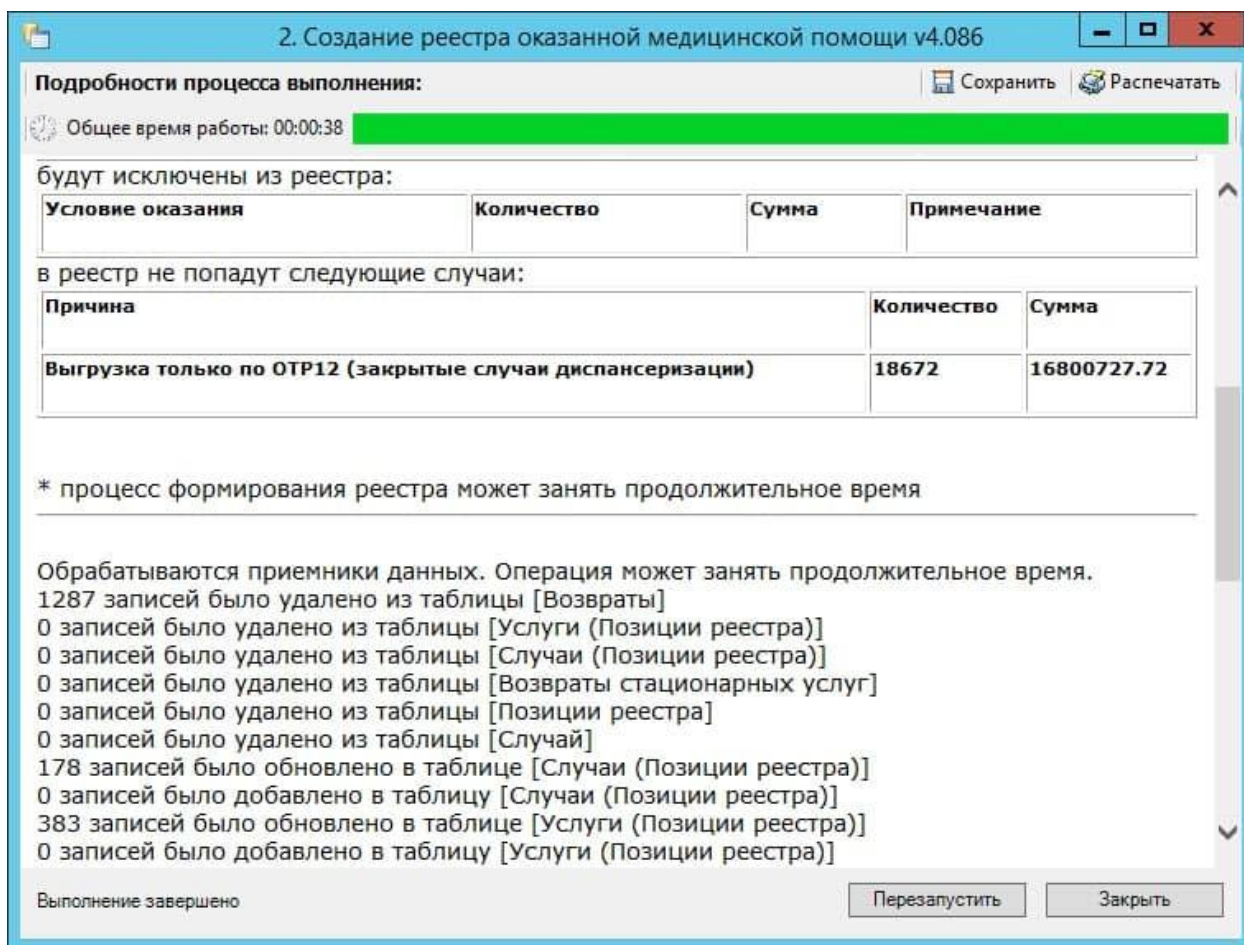 2. Создание реестра оказанной медицинской помощи v4.086
Подробности процесса выполнения: Сохранить Распечатать
Общее время работы: 00:00:38
будут исключены из реестра:
Условие оказания Количество Сумма Примечание
в реестр не попадут следующие случаи:
Причина Количество Сумма
Выгрузка только по ОТР12 (закрытые случаи диспансеризации) 18672 16800727.72
* процесс формирования реестра может занять продолжительное время
Обрабатываются приемники данных. Операция может занять продолжительное время.
1287 записей было удалено из таблицы [Возвраты]
0 записей было удалено из таблицы [Услуги (Позиции реестра)]
0 записей было удалено из таблицы [Случаи (Позиции реестра)]
0 записей было удалено из таблицы [Возвраты стационарных услуг]
0 записей было удалено из таблицы [Позиции реестра]
0 записей было удалено из таблицы [Случай]
178 записей было обновлено в таблице [Случаи (Позиции реестра)]
0 записей было добавлено в таблицу [Случаи (Позиции реестра)]
383 записей было обновлено в таблице [Услуги (Позиции реестра)]
0 записей было добавлено в таблицу [Услуги (Позиции реестра)]
Выполнение завершено Перезапустить Закрыть